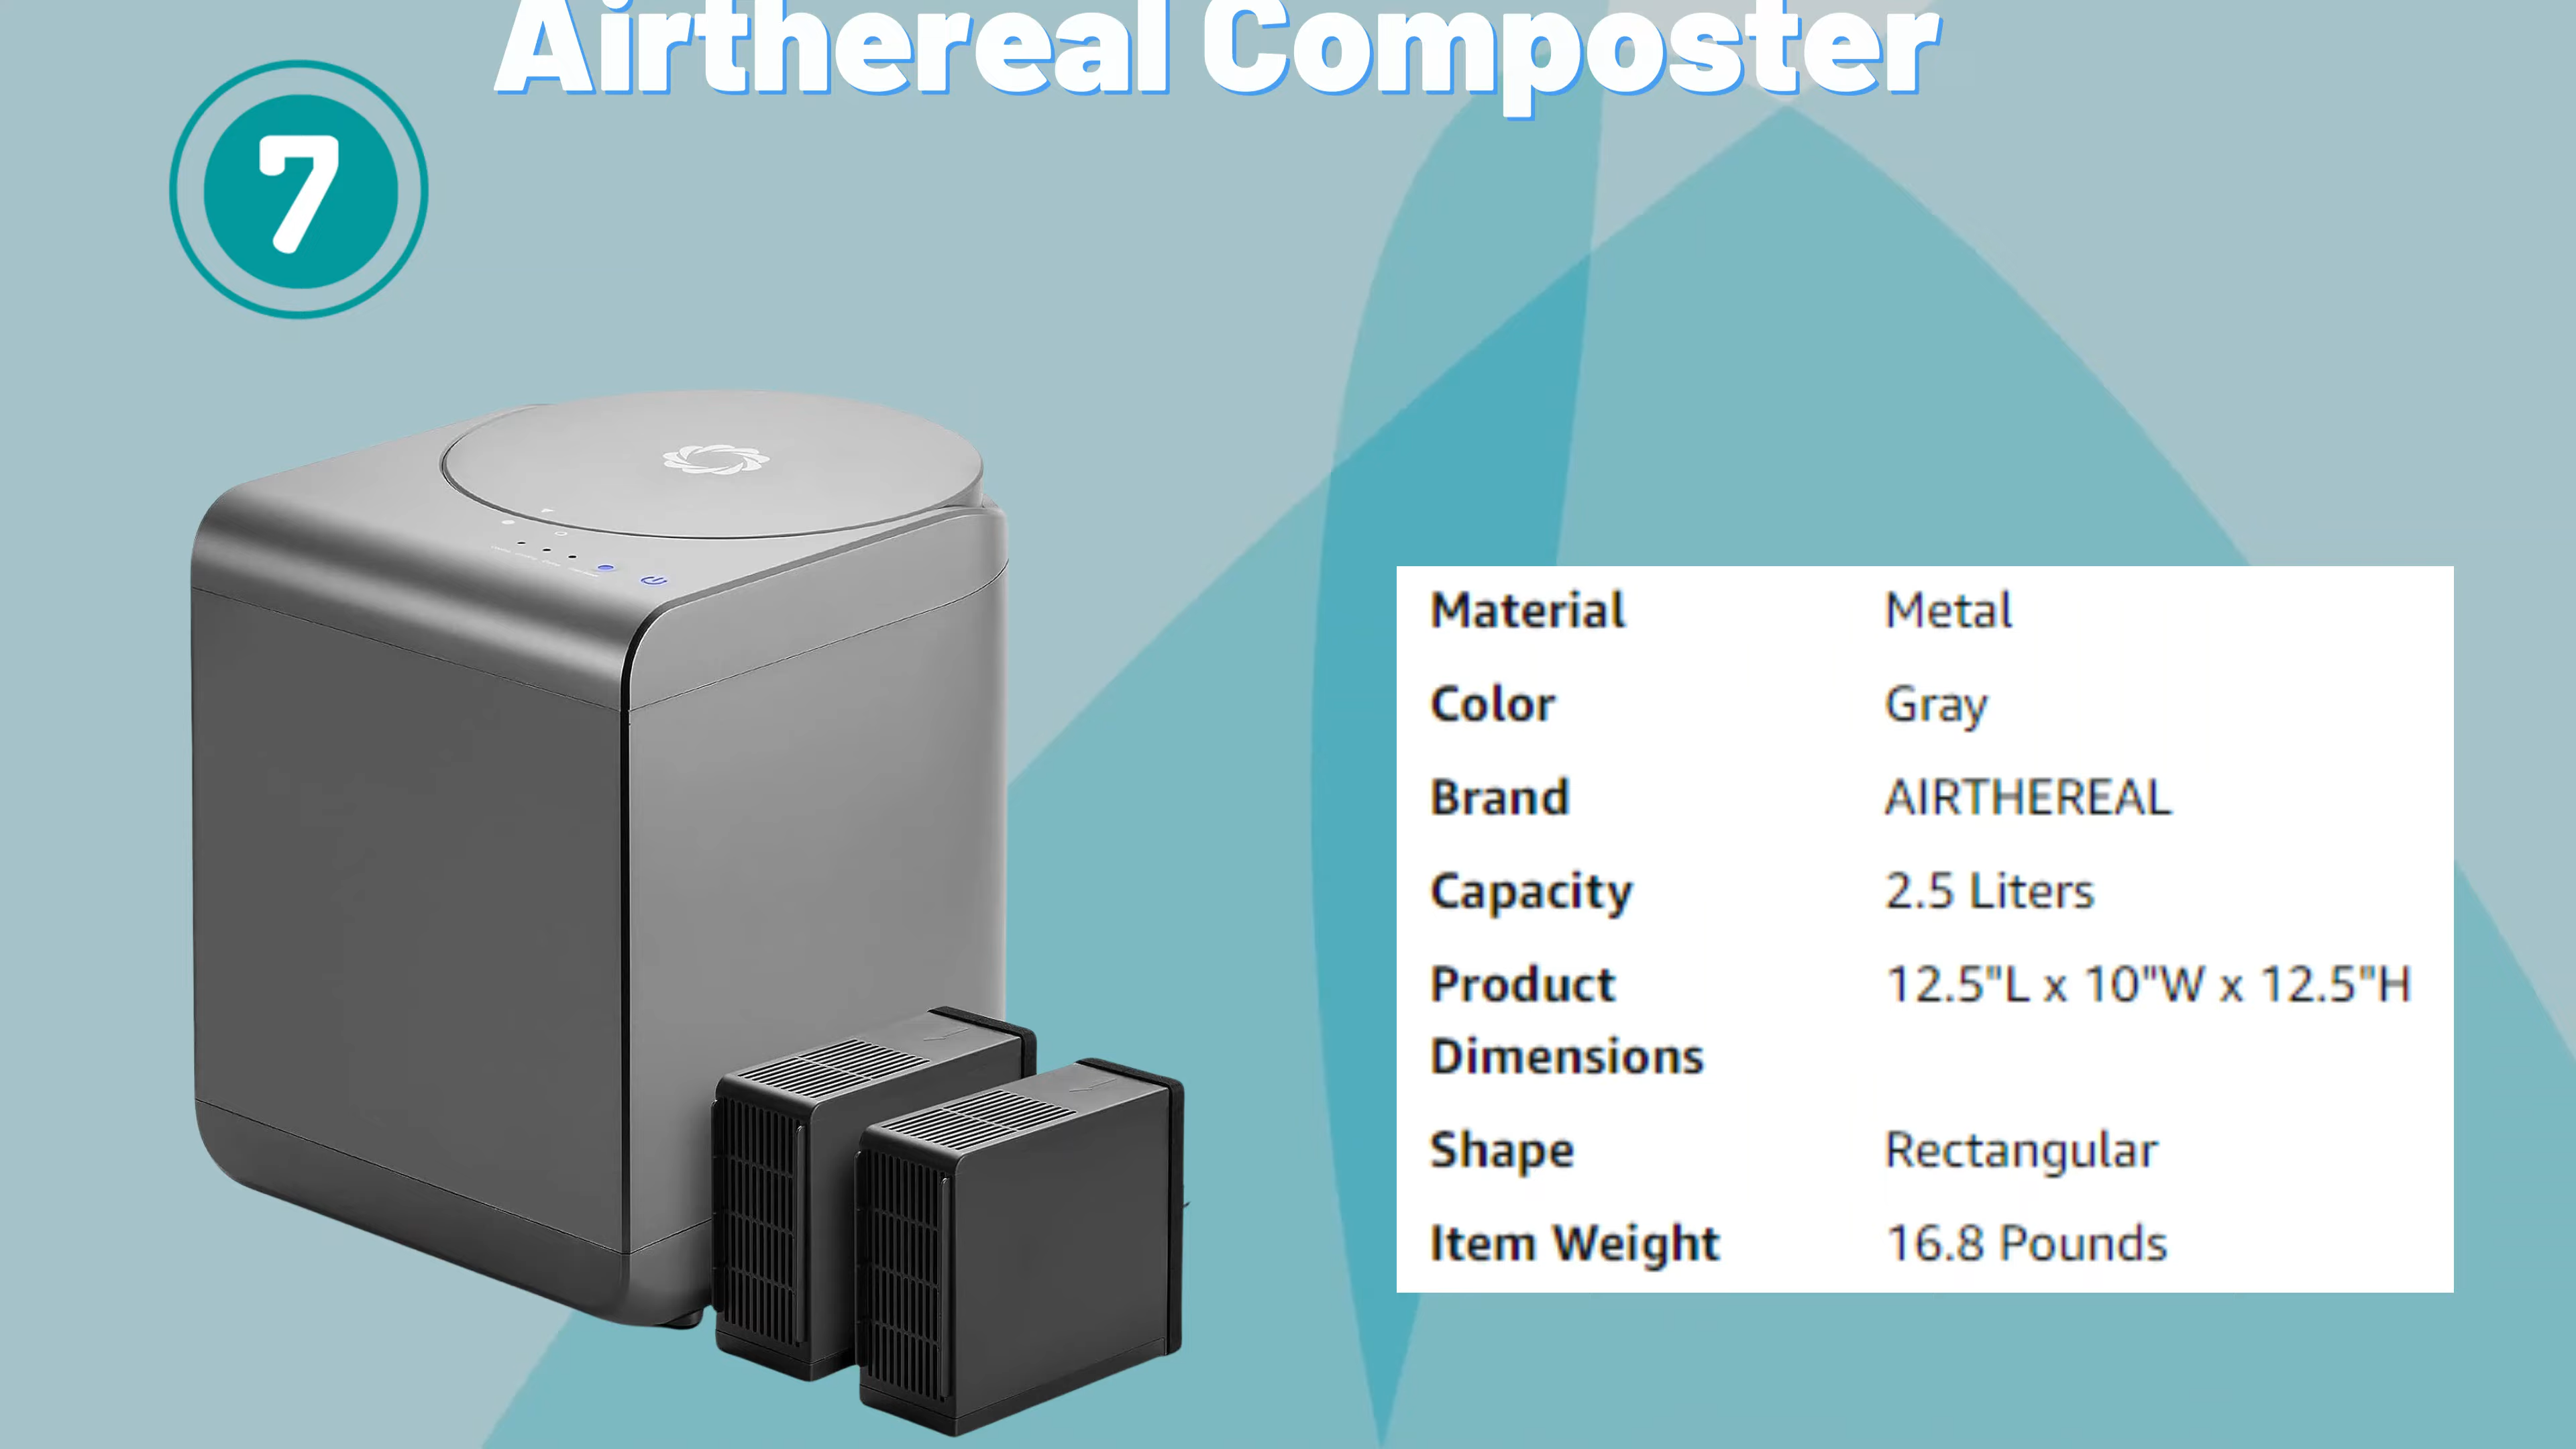 Airthereal Composter
7
Material Metal
Color Gray
Brand AIRTHEREAL
Capacity 2.5 Liters
Product 12.5"L x 10"W x 12.5"H
Dimensions
Shape Rectangular
Item Weight 16.8 Pounds